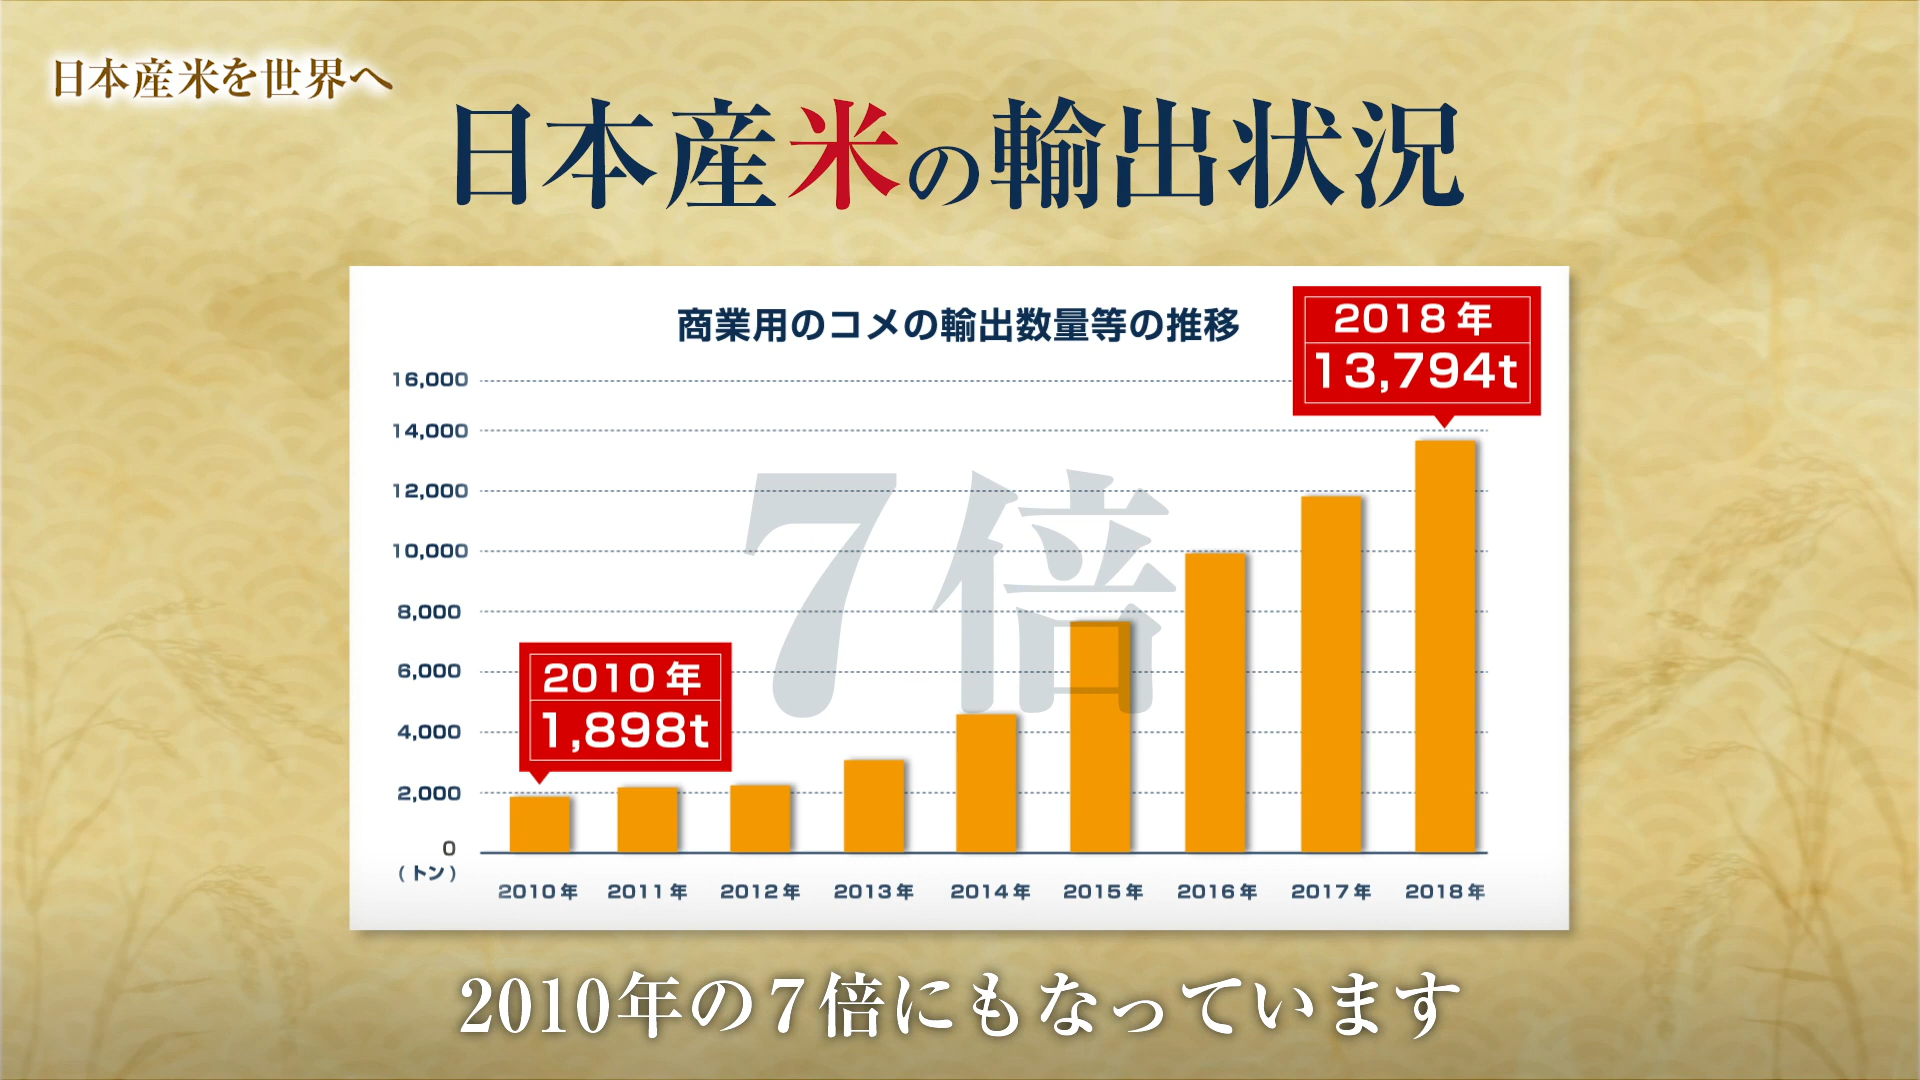 日本産米を世界へ
日本産米の輸出状況
商業用のコメの輸出数量等の推移
2018年
13,794t
16,000
14,000
12,000
10,000
8,000
6,000
4,000
2,000
0
(トン)
7倍
2010年
1,898t
2010年 2011年 2012年 2013年 2014年 2015年 2016年 2017年 2018年
2010年の7倍にもなっています